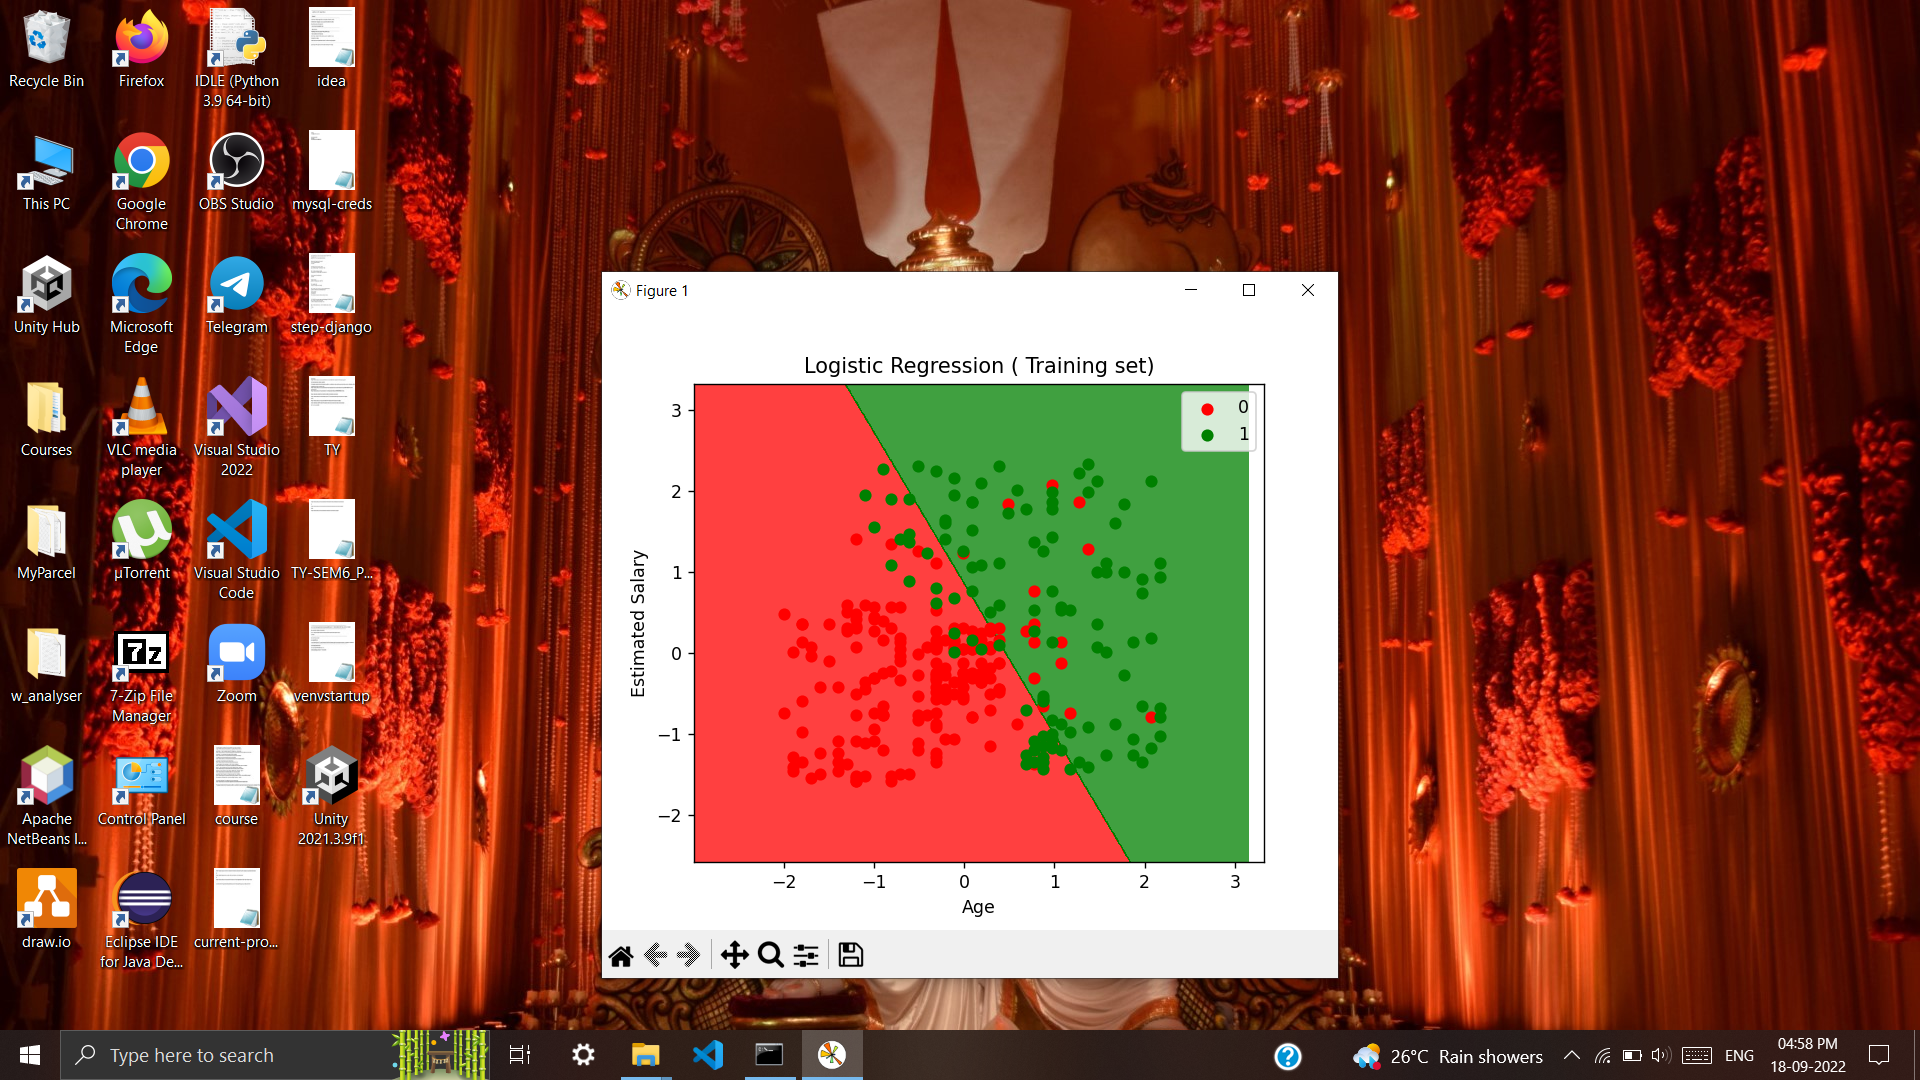 Recycle Bin
Firefox
IDLE (Python
3.9 64-bit)
idea
This PC
Google
Chrome
OBS Studio
mysql-creds
Unity Hub
Microsoft
Edge
Telegram
step-django
Courses
VLC media
player
Visual Studio
2022
TY
MyParcel
µTorrent
Visual Studio
Code
TY-SEM6_P...
w_analyser
7z
7-Zip File
Manager
Zoom
venvstartup
Apache
NetBeans I...
Control Panel
course
Unity
2021.3.9f1
draw.io
Eclipse IDE
for Java De...
current-pro...
Figure 1
Logistic Regression ( Training set)
0
1
3
2
1
0
−1
−2
Estimated Salary
−2
−1
0
1
2
3
Age
Type here to search
26°C Rain showers
ENG
04:58 PM
18-09-2022